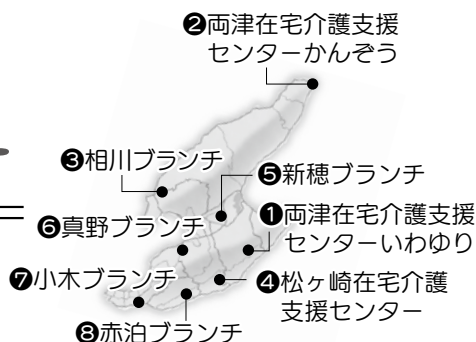 ❷両津在宅介護支援
センターかんぞう
❸相川ブランチ
❺新穂ブランチ
❻真野ブランチ
❶両津在宅介護支援
センターいわゆり
❼小木ブランチ
❹松ヶ崎在宅介護
支援センター
❽赤泊ブランチ